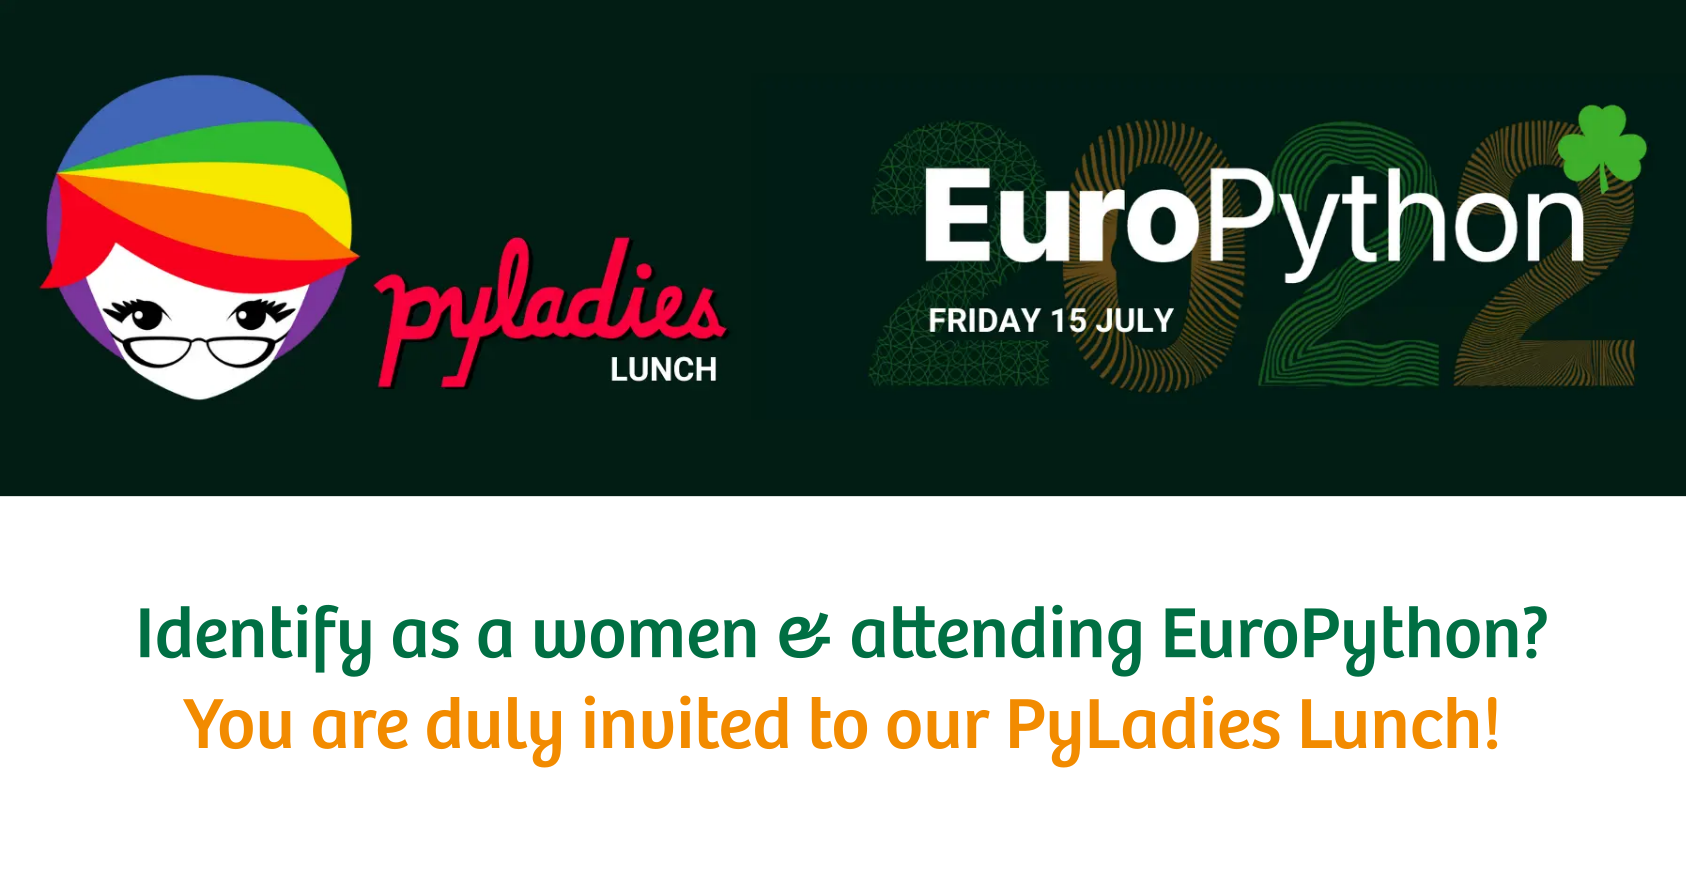 pyladies
LUNCH
2022
EuroPython
FRIDAY 15 JULY
Identify as a women & attending EuroPython?
You are duly invited to our PyLadies Lunch!